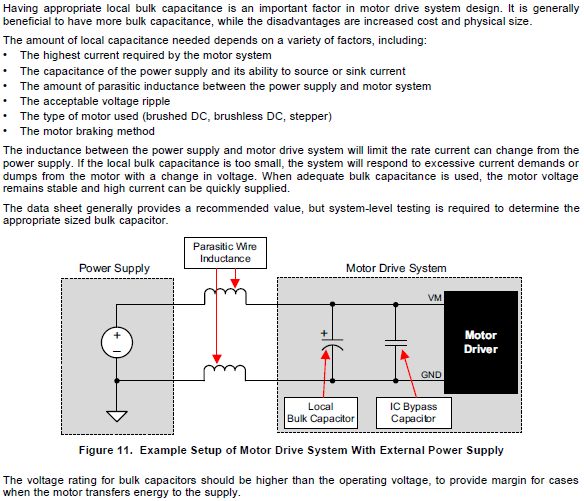 Having appropriate local bulk capacitance is an important factor in motor drive system design. It is generally
beneficial to have more bulk capacitance, while the disadvantages are increased cost and physical size.
The amount of local capacitance needed depends on a variety of factors, including:
• The highest current required by the motor system
• The capacitance of the power supply and its ability to source or sink current
• The amount of parasitic inductance between the power supply and motor system
• The acceptable voltage ripple
• The type of motor used (brushed DC, brushless DC, stepper)
• The motor braking method
The inductance between the power supply and motor drive system will limit the rate current can change from the
power supply. If the local bulk capacitance is too small, the system will respond to excessive current demands or
dumps from the motor with a change in voltage. When adequate bulk capacitance is used, the motor voltage
remains stable and high current can be quickly supplied.
The data sheet generally provides a recommended value, but system-level testing is required to determine the
appropriate sized bulk capacitor.
Parasitic Wire
Inductance
Power Supply
Motor Drive System
VM
+
+
Motor
Driver
–
GND
Local
Bulk Capacitor
IC Bypass
Capacitor
Figure 11. Example Setup of Motor Drive System With External Power Supply
The voltage rating for bulk capacitors should be higher than the operating voltage, to provide margin for cases
when the motor transfers energy to the supply.